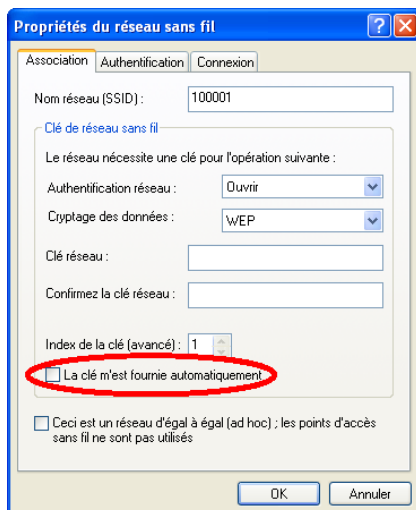 Propriétés du réseau sans fil
Association Authentification Connexion
Nom réseau (SSID) : 100001
Clé de réseau sans fil
Le réseau nécessite une clé pour l'opération suivante :
Authentification réseau : Ouvrir
Cryptage des données : WEP
Clé réseau :
Confirmez la clé réseau :
Index de la clé (avancé) : 1
La clé m'est fournie automatiquement
Ceci est un réseau d'égal à égal (ad hoc) ; les points d'accès
sans fil ne sont pas utilisés
OK Annuler